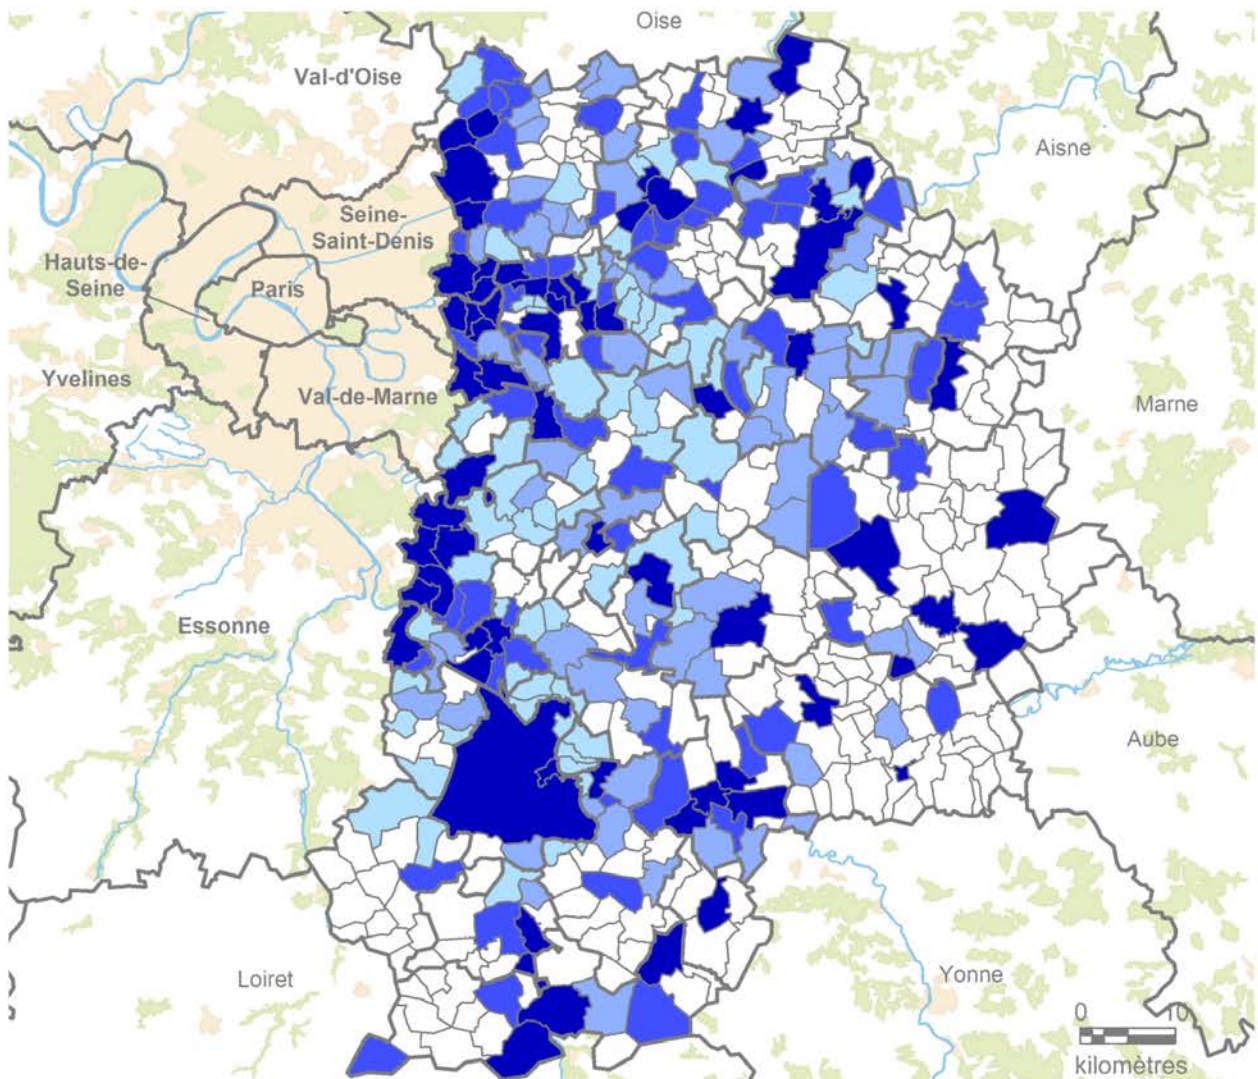 Oise
Val-d'Oise
Aisne
Seine-
Saint-Denis
Hauts-de-
Seine
Paris
Yvelines
Val-de-Marne
Marne
Essonne
Aube
Loiret
Yonne
0 10
kilomètres